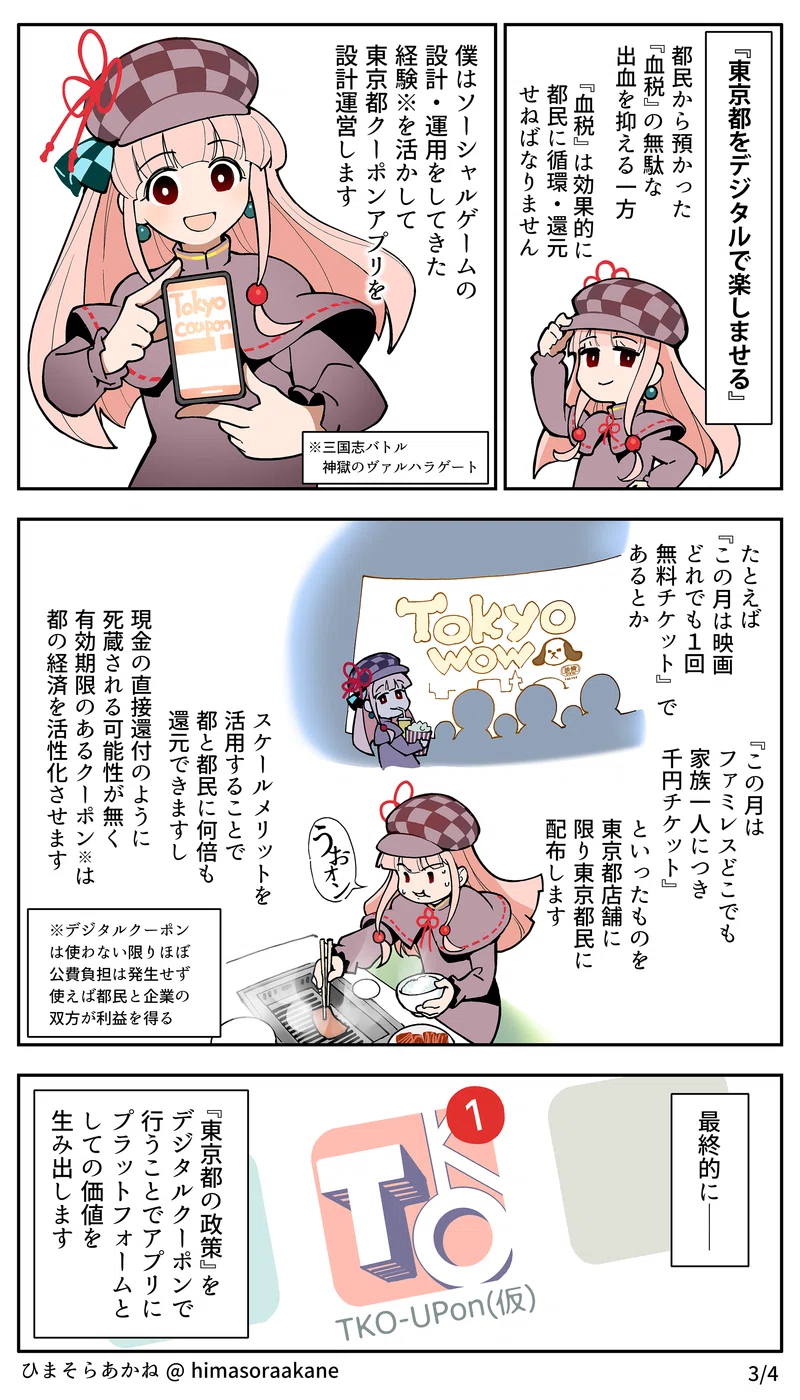 『東京都をデジタルで楽しませる』
都民から預かった
『血税』の無駄な
出血を抑える一方
『血税』は効果的に
都民に循環・還元
せねばなりません
僕はソーシャルゲームの
設計・運用をしてきた
経験※を活かして
東京都クーポンアプリを
設計運営します
Tokyo
coupon
※三国志バトル
神獄のヴァルハラゲート
たとえば
『この月は映画
どれでも1回
無料チケット』で
あるとか
Tokyo
WOW
『この月は
ファミレスどこでも
家族一人につき
千円チケット』
といったものを
東京都店舗に
限り東京都民に
配布します
うおォン
スケールメリットを
活用することで
都と都民に何倍も
還元できますし
現金の直接還付のように
死蔵される可能性が無く
有効期限のあるクーポン※は
都の経済を活性化させます
※デジタルクーポン
は使わない限りほぼ
公費負担は発生せず
使えば都民と企業の
双方が利益を得る
最終的に――
1
TKO
TKO-UPon(仮)
『東京都の政策』を
デジタルクーポンで
行うことでアプリに
プラットフォームと
しての価値を
生み出します
ひまそらあかね @ himasoraakane
3/4